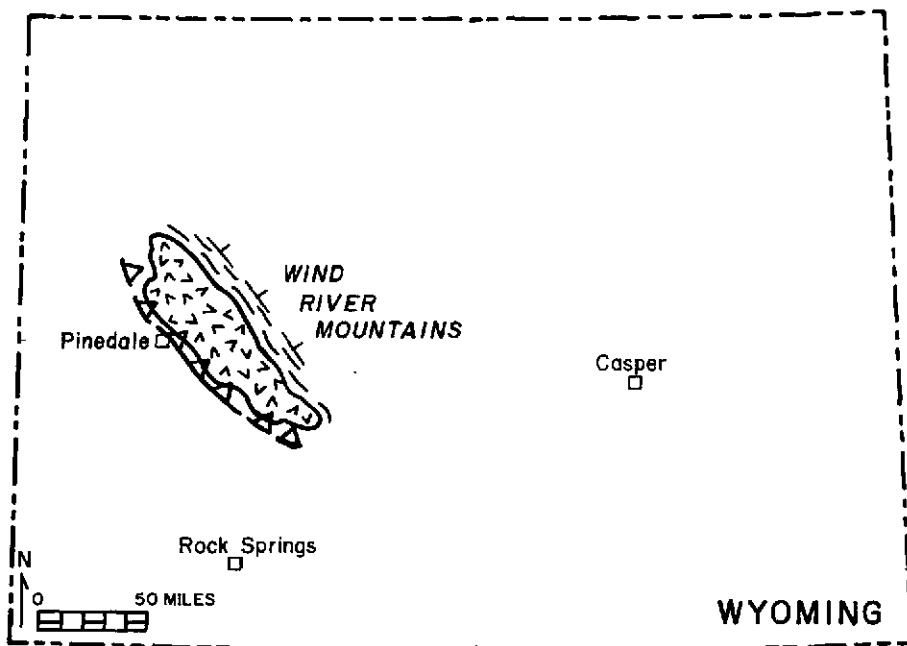 WIND
RIVER
MOUNTAINS
Pinedale
Casper
Rock Springs
N
0 50 MILES
WYOMING